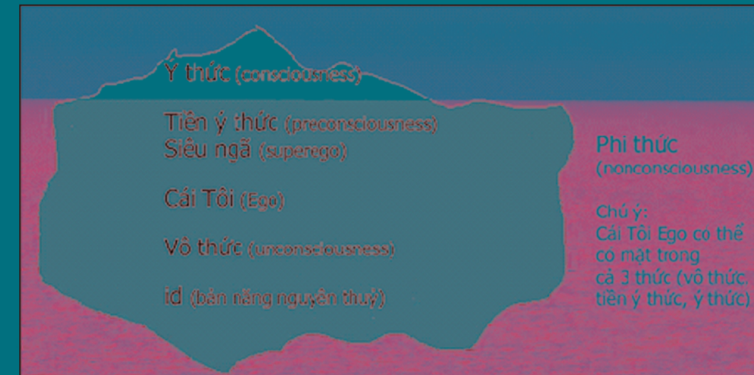 Ý thức (consciousness)
Tiền ý thức (preconsciousness)
Siêu ngã (superego)
Cái Tôi (Ego)
Vô thức (unconsciousness)
id (bản năng nguyên thuỷ)
Phi thức
(nonconsciousness)
Chú ý:
Cái Tôi Ego có thể
có mặt trong
cả 3 thức (vô thức,
tiền ý thức, ý thức)